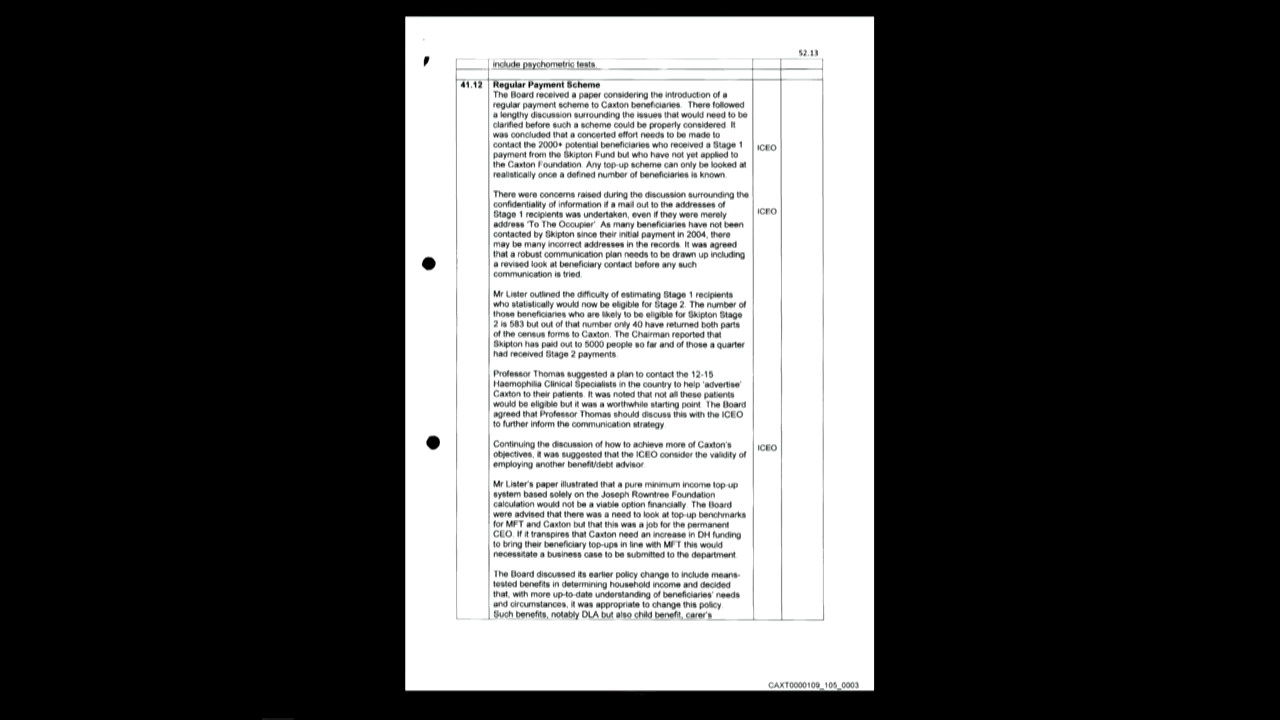 52.13
include psychometric tests.
41.12 Regular Payment Scheme
The Board received a paper considering the introduction of a
regular payment scheme to Caxton beneficiaries. There followed
a lengthy discussion surrounding the issues that would need to be
clarified before such a scheme could be properly considered. It
was concluded that a concerted effort needs to be made to
contact the 2000+ potential beneficiaries who received a Stage 1
payment from the Skipton Fund but who have not yet applied to
the Caxton Foundation. Any top-up scheme can only be looked at
realistically once a defined number of beneficiaries is known.
ICEO
There were concerns raised during the discussion surrounding the
confidentiality of information if a mail out to the addresses of
Stage 1 recipients was undertaken, even if they were merely
address 'To The Occupier'. As many beneficiaries have not been
contacted by Skipton since their initial payment in 2004, there
may be many incorrect addresses in the records. It was agreed
that a robust communication plan needs to be drawn up including
a revised look at beneficiary contact before any such
communication is tried.
ICEO
Mr Lister outlined the difficulty of estimating Stage 1 recipients
who statistically would now be eligible for Stage 2. The number of
those beneficiaries who are likely to be eligible for Skipton Stage
2 is 583 but out of that number only 40 have returned both parts
of the census forms to Caxton. The Chairman reported that
Skipton has paid out to 5000 people so far and of those a quarter
had received Stage 2 payments.
Professor Thomas suggested a plan to contact the 12-15
Haemophilia Clinical Specialists in the country to help 'advertise'
Caxton to their patients. It was noted that not all these patients
would be eligible but it was a worthwhile starting point. The Board
agreed that Professor Thomas should discuss this with the ICEO
to further inform the communication strategy
Continuing the discussion of how to achieve more of Caxton's
objectives, it was suggested that the ICEO consider the validity of
employing another benefit/debt advisor.
ICEO
Mr Lister's paper illustrated that a pure minimum income top-up
system based solely on the Joseph Rowntree Foundation
calculation would not be a viable option financially. The Board
were advised that there was a need to look at top-up benchmarks
for MFT and Caxton but that this was a job for the permanent
CEO. If it transpires that Caxton need an increase in DH funding
to bring their beneficiary top-ups in line with MFT this would
necessitate a business case to be submitted to the department.
The Board discussed its earlier policy change to include means-
tested benefits in determining household income and decided
that, with more up-to-date understanding of beneficiaries' needs
and circumstances, it was appropriate to change this policy.
Such benefits, notably DLA but also child benefit, carer's
CAXT0000109_105_0003